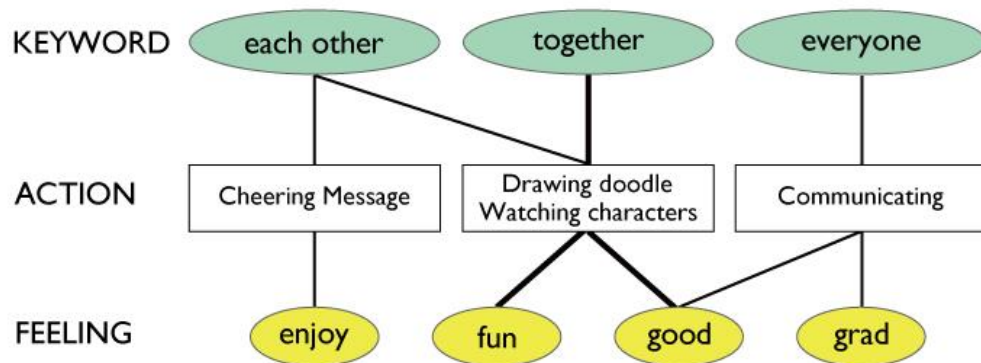 KEYWORD each other together everyone
ACTION Cheering Message Drawing doodle Communicating
Watching characters
FEELING enjoy fun good grad